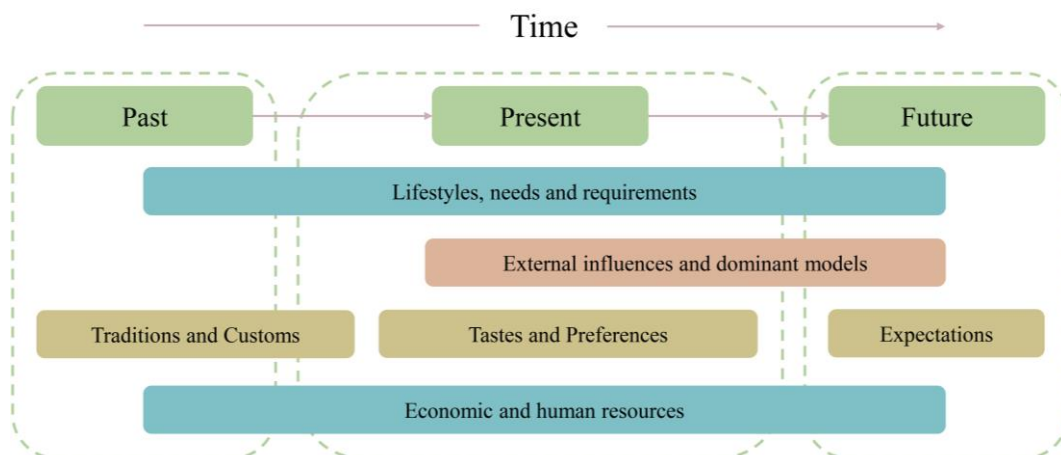 Time
Past
Present
Future
Lifestyles, needs and requirements
External influences and dominant models
Traditions and Customs
Tastes and Preferences
Expectations
Economic and human resources